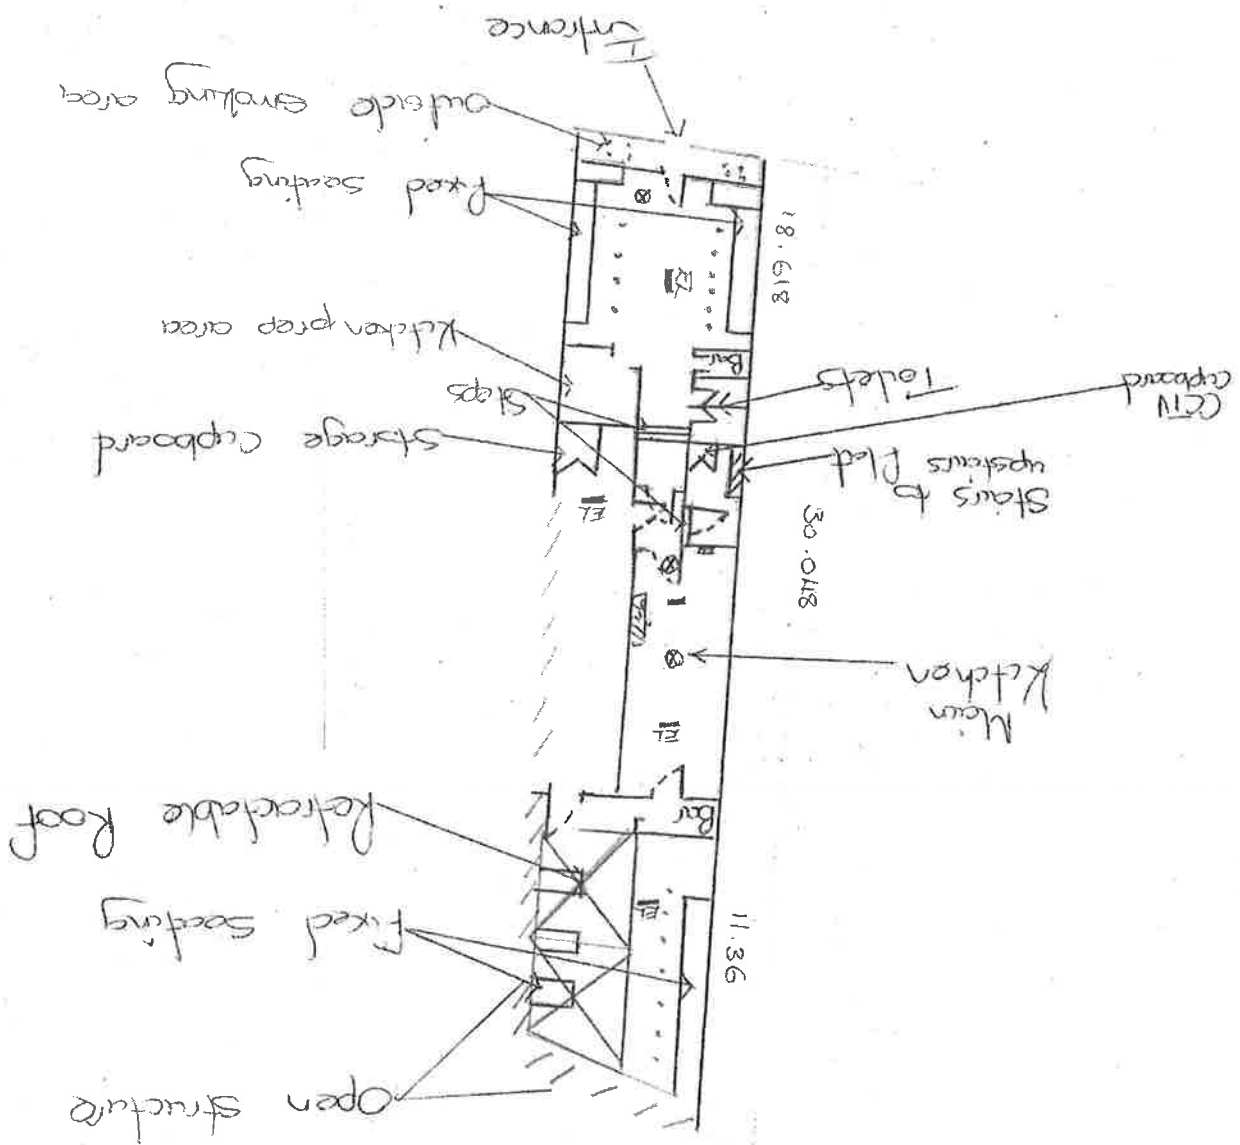 Open structure
11.36
Fixed Seating
EL
Retractable Roof
Bar
Main
Kitchen
EL
30.048
Stairs to
upstairs Flat
EL
Storage Cupboard
CCTV
Cupboard
Steps
Toilets
Kitchen prep area
Bar
18.618
EL
Fixed Seating
Outside smoking area
Entrance